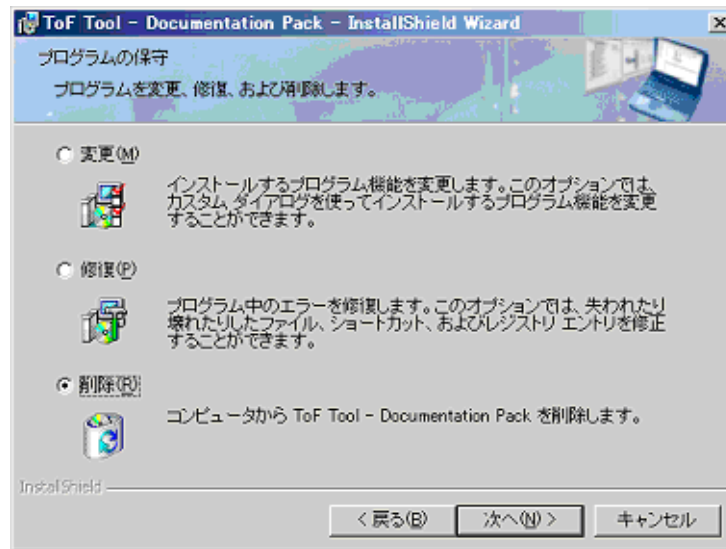 ToF Tool - Documentation Pack - InstallShield Wizard
プログラムの保守
プログラムを変更、修復、および削除します。
変更(M)
インストールするプログラム機能を変更します。このオプションでは、
カスタム ダイアログを使ってインストールするプログラム機能を変更
することができます。
修復(P)
プログラム中のエラーを修復します。このオプションでは、失われたり
壊れたりしたファイル、ショートカット、およびレジストリ エントリを修正
することができます。
削除(R)
コンピュータから ToF Tool - Documentation Pack を削除します。
InstallShield
< 戻る(B)
次へ(N) >
キャンセル